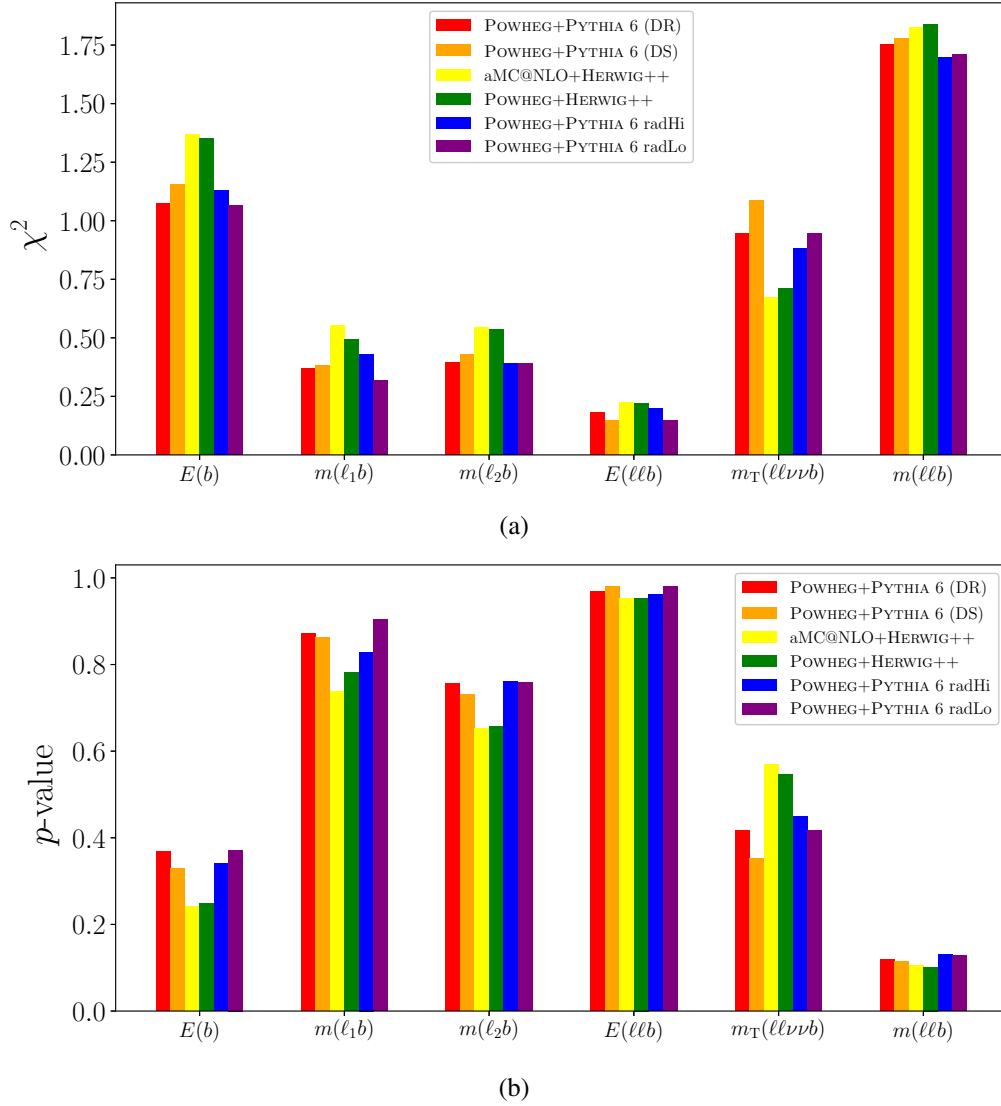 POWHEG+PYTHIA 6 (DR)
POWHEG+PYTHIA 6 (DS)
aMC@NLO+HERWIG++
POWHEG+HERWIG++
POWHEG+PYTHIA 6 radHi
POWHEG+PYTHIA 6 radLo
χ²
1.75
1.50
1.25
1.00
0.75
0.50
0.25
0.00
E(b) m(ℓ₁b) m(ℓ₂b) E(ℓℓb) m_T(ℓℓννb) m(ℓℓb)
(a)
POWHEG+PYTHIA 6 (DR)
POWHEG+PYTHIA 6 (DS)
aMC@NLO+HERWIG++
POWHEG+HERWIG++
POWHEG+PYTHIA 6 radHi
POWHEG+PYTHIA 6 radLo
p-value
1.0
0.8
0.6
0.4
0.2
0.0
E(b) m(ℓ₁b) m(ℓ₂b) E(ℓℓb) m_T(ℓℓννb) m(ℓℓb)
(b)